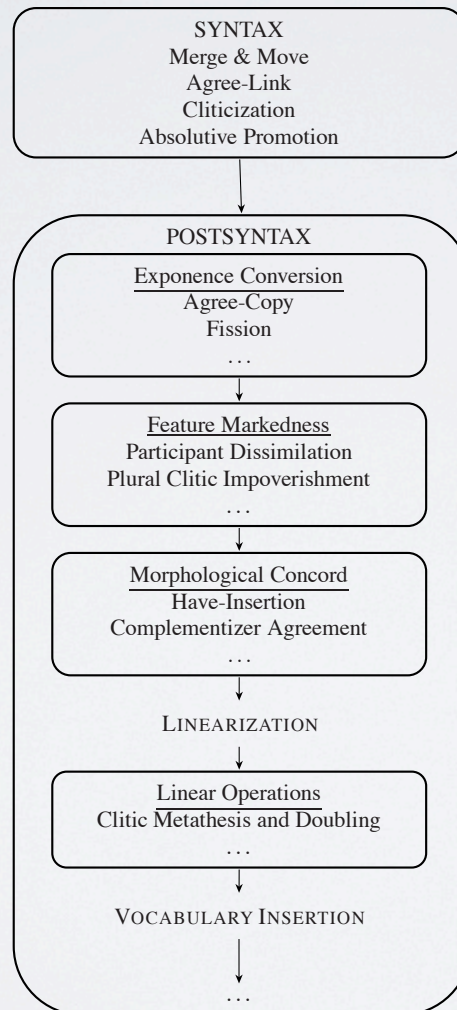 SYNTAX
Merge & Move
Agree-Link
Cliticization
Absolutive Promotion
POSTSYNTAX
Exponence Conversion
Agree-Copy
Fission
...
Feature Markedness
Participant Dissimilation
Plural Clitic Impoverishment
...
Morphological Concord
Have-Insertion
Complementizer Agreement
...
LINEARIZATION
Linear Operations
Clitic Metathesis and Doubling
...
VOCABULARY INSERTION
...